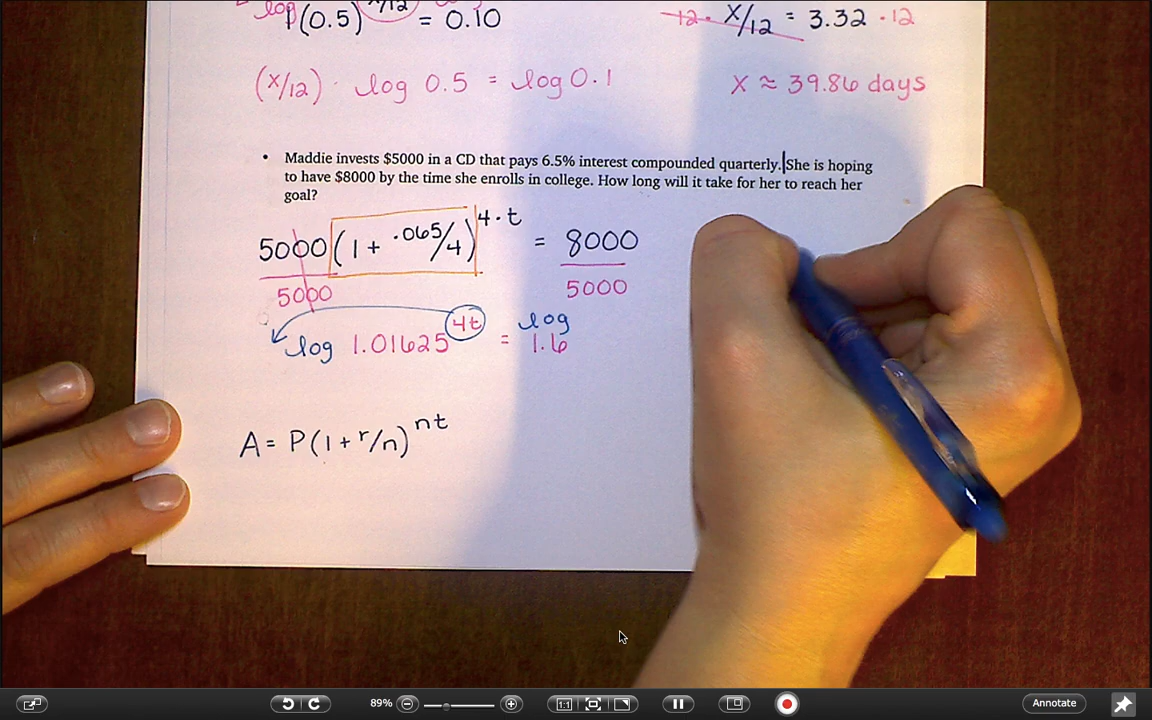 log P(0.5)^x/12 = 0.10
12 · x/12 = 3.32 · 12
(x/12) · log 0.5 = log 0.1
x ≈ 39.86 days
• Maddie invests $5000 in a CD that pays 6.5% interest compounded quarterly. She is hoping
to have $8000 by the time she enrolls in college. How long will it take for her to reach her
goal?
5000(1 + .065/4)^4·t = 8000
5000 5000
log 1.01625^4t = log 1.6
A = P(1 + r/n)^nt
89% 1:1 Annotate